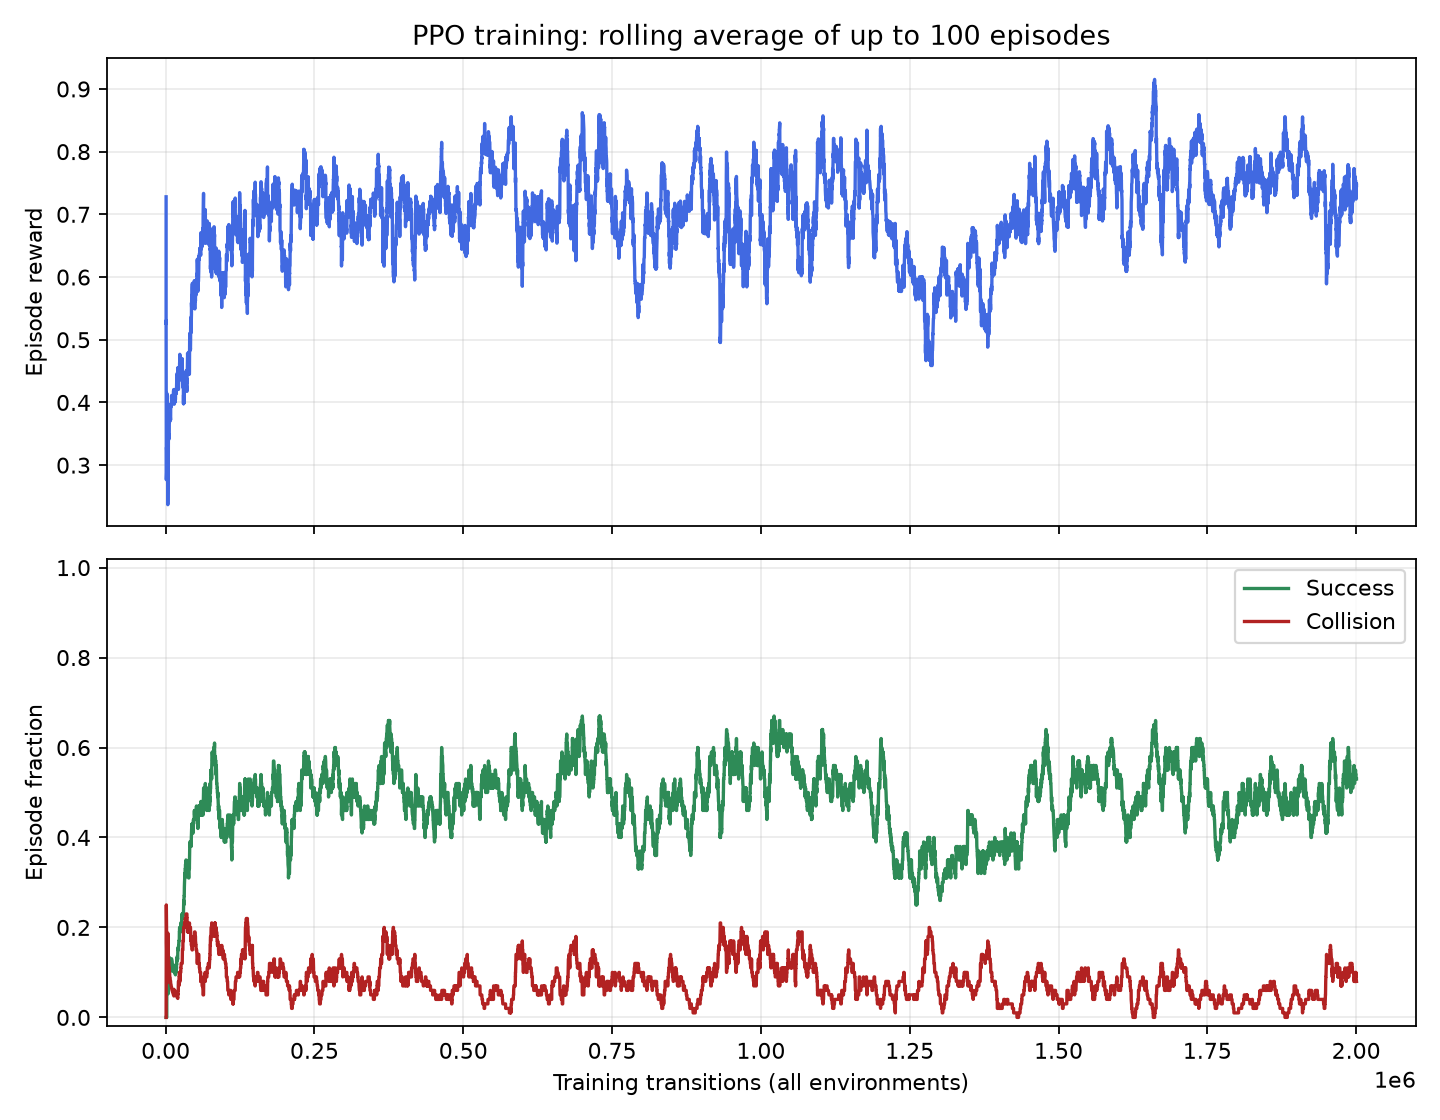 PPO training: rolling average of up to 100 episodes
0.9
0.8
0.7
0.6
0.5
0.4
0.3
Episode reward
1.0
0.8
0.6
0.4
0.2
0.0
Episode fraction
Success
Collision
0.00 0.25 0.50 0.75 1.00 1.25 1.50 1.75 2.00
1e6
Training transitions (all environments)